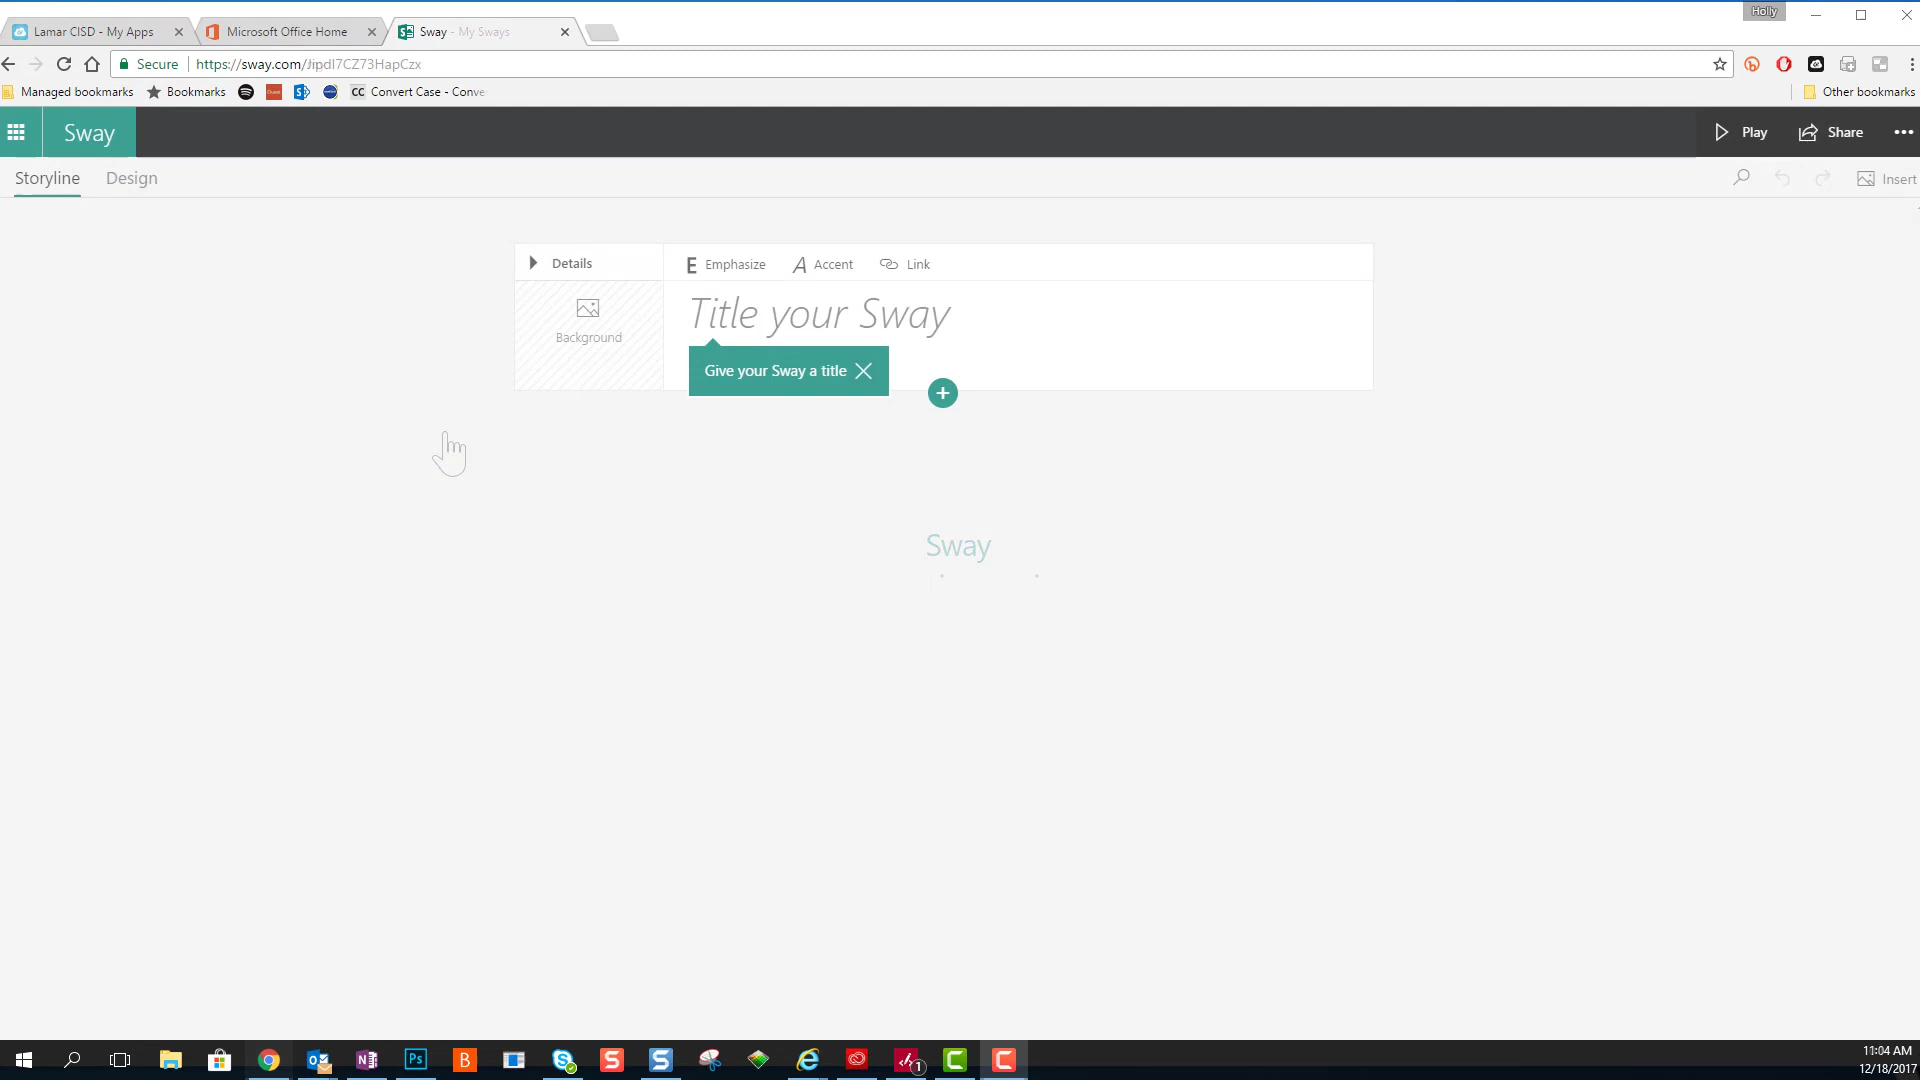 Holly
Lamar CISD - My Apps
Microsoft Office Home
Sway - My Sways
Secure
https://sway.com/JipdI7CZ73HapCzx
Managed bookmarks
Bookmarks
CC Convert Case - Conve
Other bookmarks
Sway
Play
Share
Storyline
Design
Insert
Details
E Emphasize
A Accent
Link
Background
Title your Sway
Give your Sway a title
Sway
11:04 AM
12/18/2017